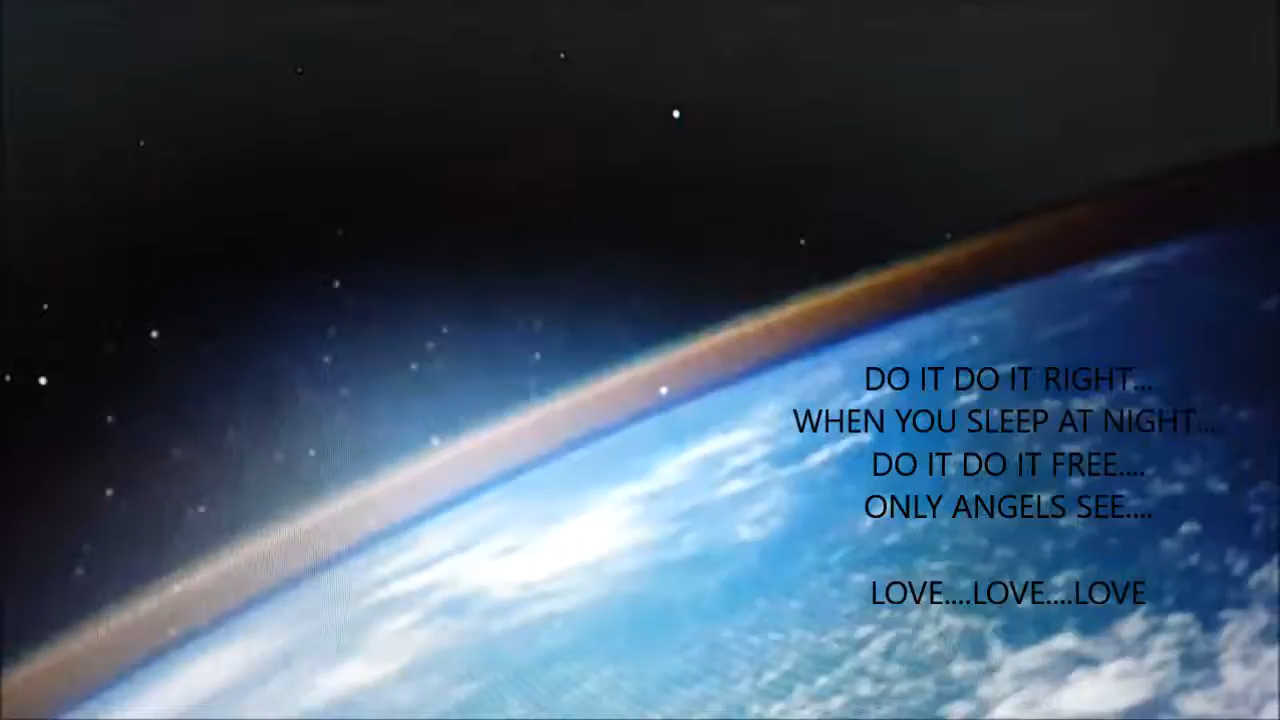 DO IT DO IT RIGHT...
WHEN YOU SLEEP AT NIGHT...
DO IT DO IT FREE....
ONLY ANGELS SEE....
LOVE....LOVE....LOVE